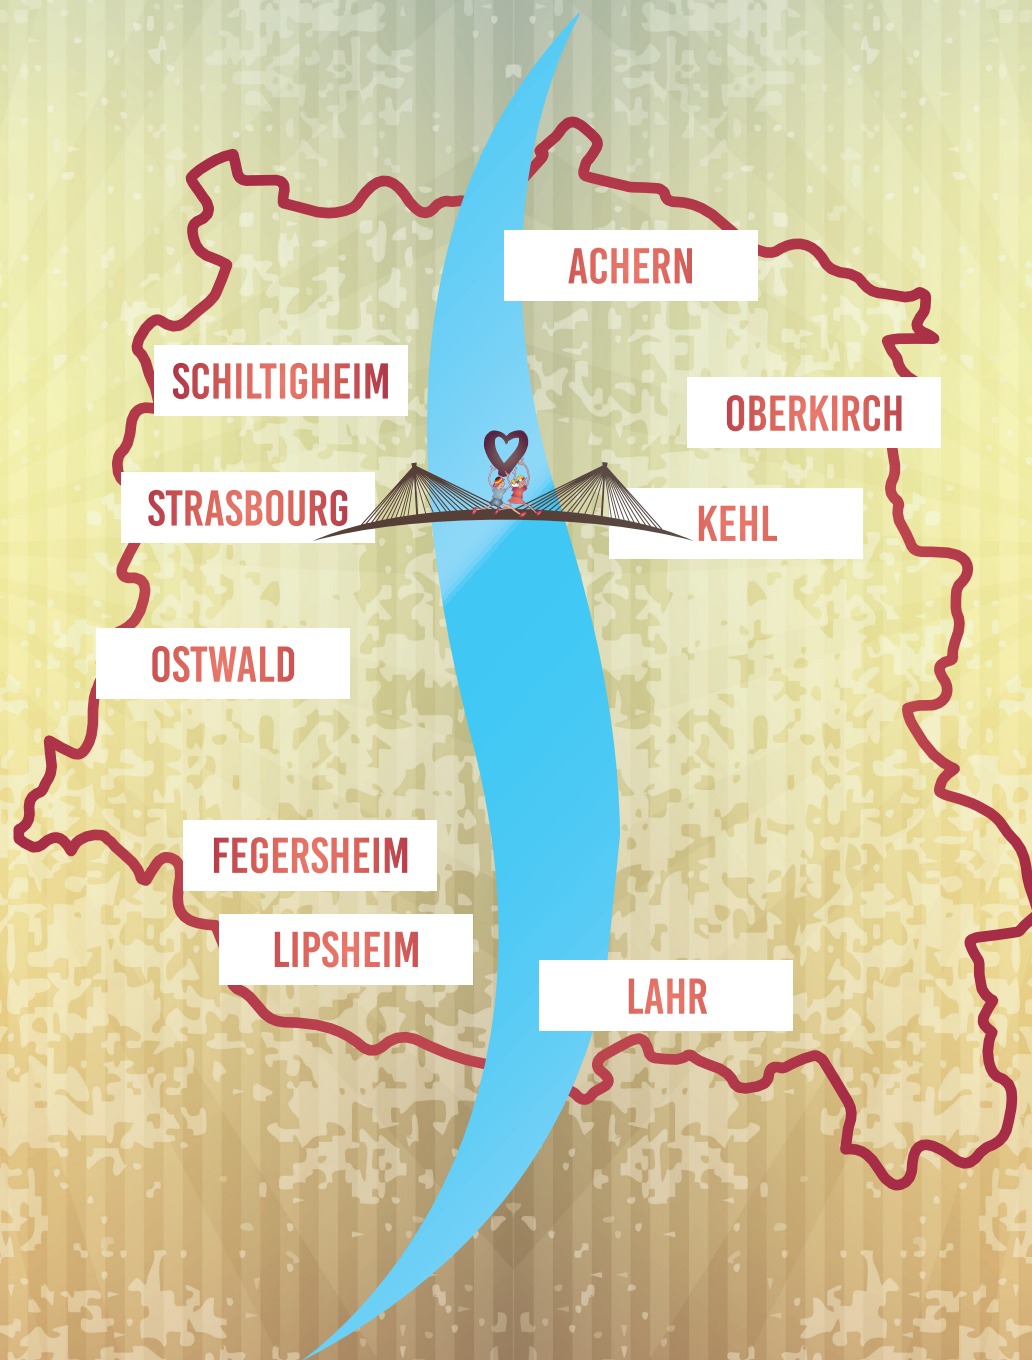 ACHERN
SCHILTIGHEIM
OBERKIRCH
STRASBOURG
KEHL
OSTWALD
FEGERSHEIM
LIPSHEIM
LAHR